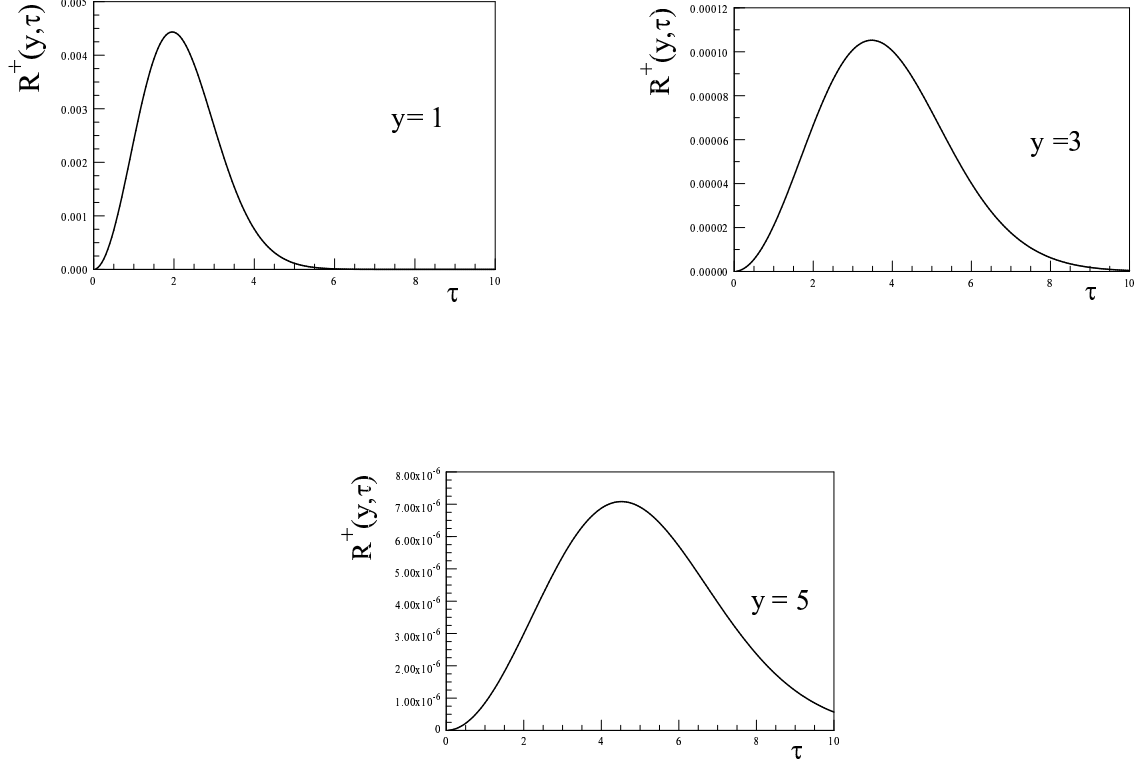 R⁺(y,τ)
0.005
0.004
0.003
0.002
0.001
0.000
y= 1
0 2 4 6 8 10
τ
R⁺(y,τ)
0.00012
0.00010
0.00008
0.00006
0.00004
0.00002
0.00000
y =3
0 2 4 6 8 10
τ
R⁺(y,τ)
8.00x10⁻⁶
7.00x10⁻⁶
6.00x10⁻⁶
5.00x10⁻⁶
4.00x10⁻⁶
3.00x10⁻⁶
2.00x10⁻⁶
1.00x10⁻⁶
0
y = 5
0 2 4 6 8 10
τ